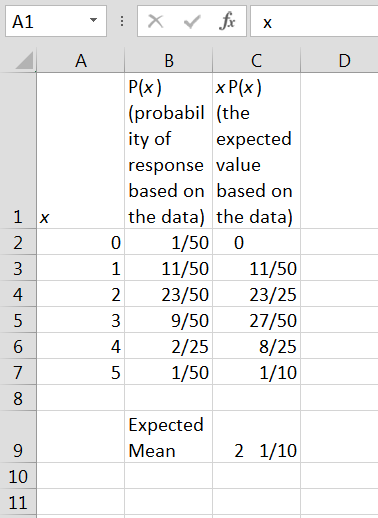 A1 fx x
A B C D
P(x) x P(x)
(probabil (the
ity of expected
response value
based on based on
1 x the data) the data)
2 0 1/50 0
3 1 11/50 11/50
4 2 23/50 23/25
5 3 9/50 27/50
6 4 2/25 8/25
7 5 1/50 1/10
8
Expected
9 Mean 2 1/10
10
11